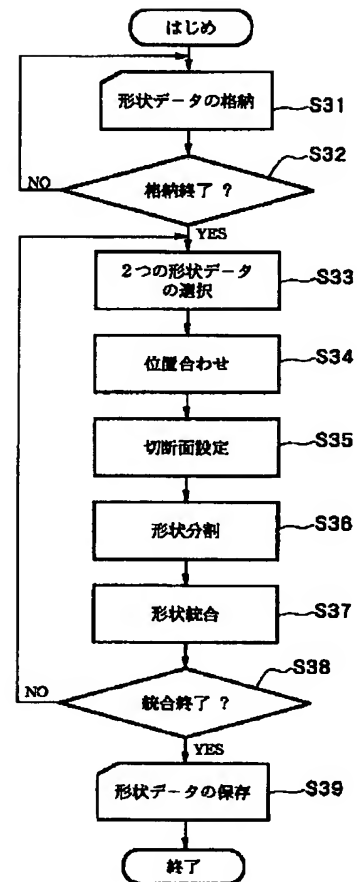 はじめ
形状データの格納
S31
S32
格納終了 ?
NO
YES
2つの形状データ
の選択
S33
位置合わせ
S34
切断面設定
S35
形状分割
S36
形状統合
S37
S38
統合終了 ?
NO
YES
形状データの保存
S39
終了